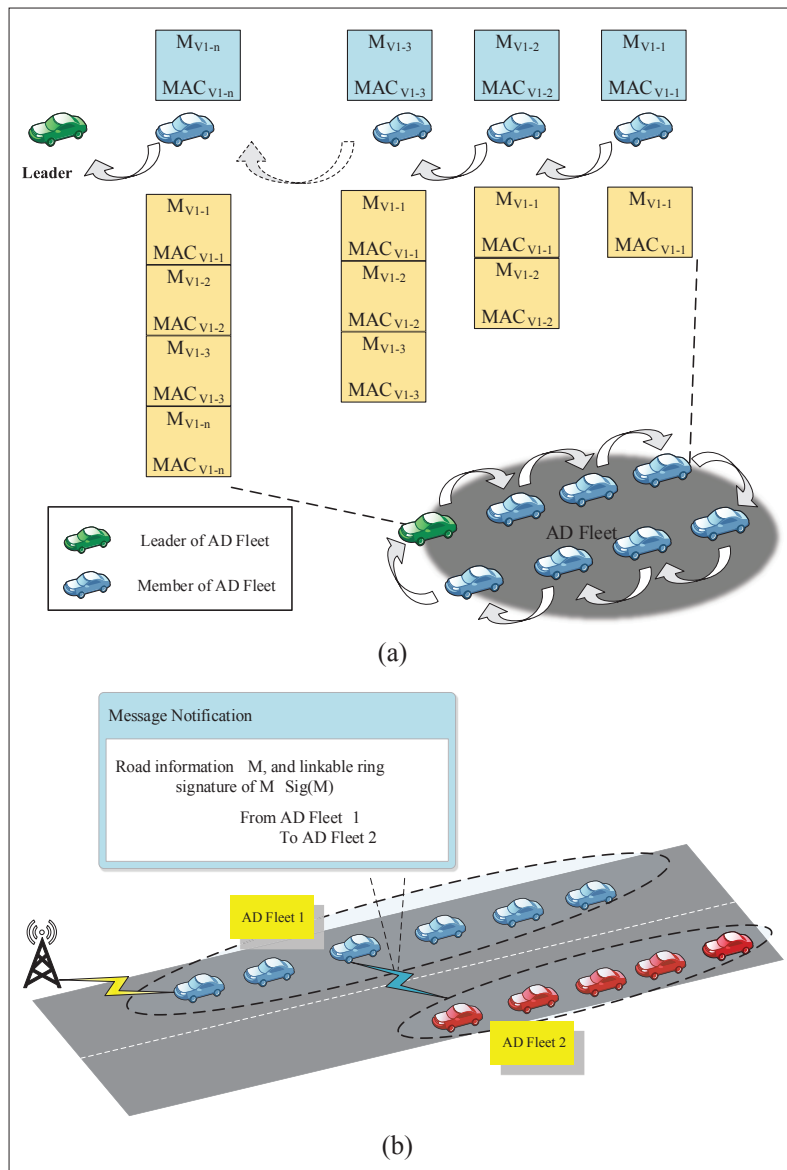 M V1-n
MAC V1-n
M V1-3
MAC V1-3
M V1-2
MAC V1-2
M V1-1
MAC V1-1
Leader
M V1-1
MAC V1-1
M V1-2
MAC V1-2
M V1-3
MAC V1-3
M V1-n
MAC V1-n
M V1-1
MAC V1-1
M V1-2
MAC V1-2
M V1-3
MAC V1-3
M V1-1
MAC V1-1
M V1-2
MAC V1-2
M V1-1
MAC V1-1
AD Fleet
Leader of AD Fleet
Member of AD Fleet
(a)
Message Notification
Road information M, and linkable ring
signature of M Sig(M)
From AD Fleet 1
To AD Fleet 2
AD Fleet 1
AD Fleet 2
(b)